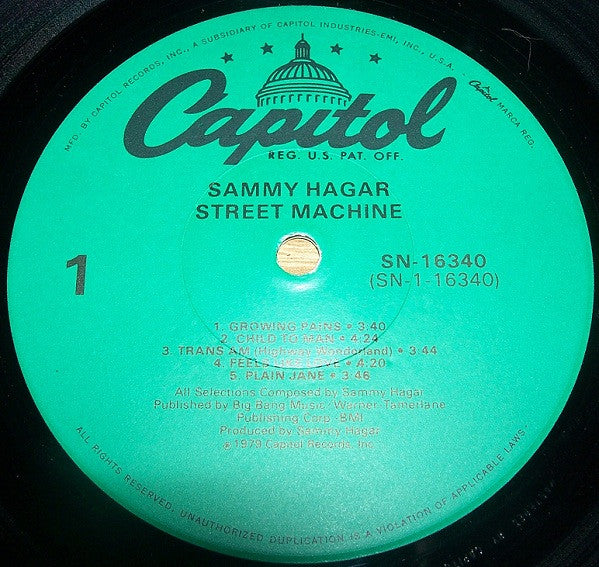 MFD. BY CAPITOL RECORDS, INC., A SUBSIDIARY OF CAPITOL INDUSTRIES-EMI, INC., U.S.A. • Capitol MARCA REG.
Capitol
REG. U.S. PAT. OFF.
SAMMY HAGAR
STREET MACHINE
1
SN-16340
(SN-1-16340)
1. GROWING PAINS • 3:40
2. CHILD TO MAN • 4:24
3. TRANS AM (Highway Wonderland) • 3:44
4. FEELS LIKE LOVE • 4:20
5. PLAIN JANE • 3:46
All Selections Composed by Sammy Hagar
Published by Big Bang Music/Warner-Tamerlane
Publishing Corp. BMI
Produced by Sammy Hagar
℗1979 Capitol Records, Inc.
ALL RIGHTS RESERVED. UNAUTHORIZED DUPLICATION IS A VIOLATION OF APPLICABLE LAWS